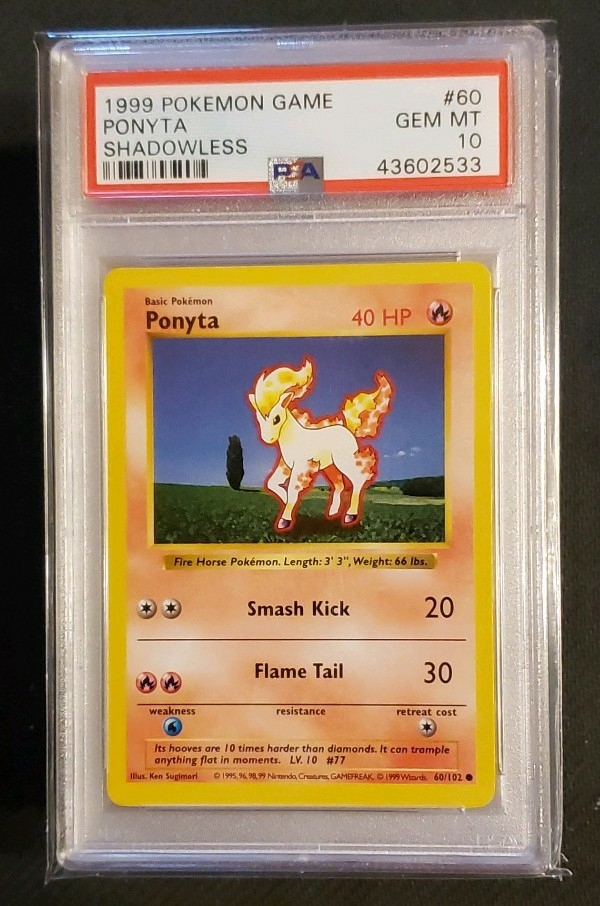 1999 POKEMON GAME #60
PONYTA GEM MT
SHADOWLESS 10
PSA 43602533
Basic Pokémon
Ponyta 40 HP
Fire Horse Pokémon. Length: 3' 3", Weight: 66 lbs.
Smash Kick 20
Flame Tail 30
weakness resistance retreat cost
Its hooves are 10 times harder than diamonds. It can trample
anything flat in moments. LV. 10 #77
Illus. Ken Sugimori © 1995, 96, 98, 99 Nintendo, Creatures, GAMEFREAK. © 1999 Wizards. 60/102